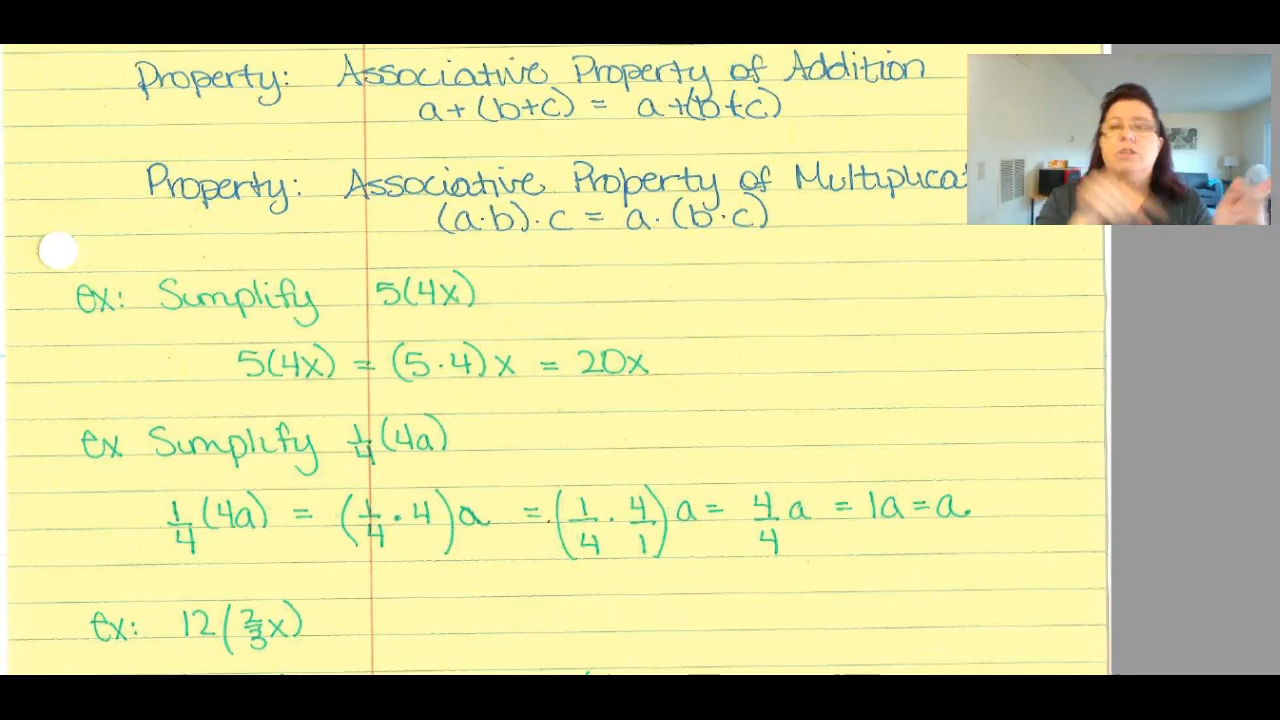 Property: Associative Property of Addition
a + (b+c) = a+(b+c)
Property: Associative Property of Multiplicat
(a·b)·c = a·(b·c)
ex: Simplify 5(4x)
5(4x) = (5·4)x = 20x
ex Simplify 1/4(4a)
1/4(4a) = (1/4 · 4)a = (1/4 · 4/1)a = 4/4 a = 1a = a.
ex: 12(2/3x)